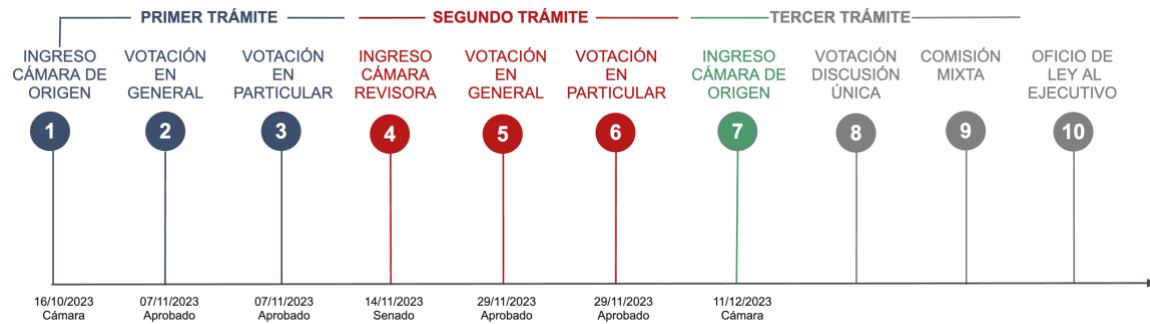 PRIMER TRÁMITE
SEGUNDO TRÁMITE
TERCER TRÁMITE
INGRESO
CÁMARA DE
ORIGEN
VOTACIÓN
EN
GENERAL
VOTACIÓN
EN
PARTICULAR
INGRESO
CÁMARA
REVISORA
VOTACIÓN
EN
GENERAL
VOTACIÓN
EN
PARTICULAR
INGRESO
CÁMARA DE
ORIGEN
VOTACIÓN
DISCUSIÓN
ÚNICA
COMISIÓN
MIXTA
OFICIO DE
LEY AL
EJECUTIVO
1
2
3
4
5
6
7
8
9
10
16/10/2023
Cámara
07/11/2023
Aprobado
07/11/2023
Aprobado
14/11/2023
Senado
29/11/2023
Aprobado
29/11/2023
Aprobado
11/12/2023
Cámara